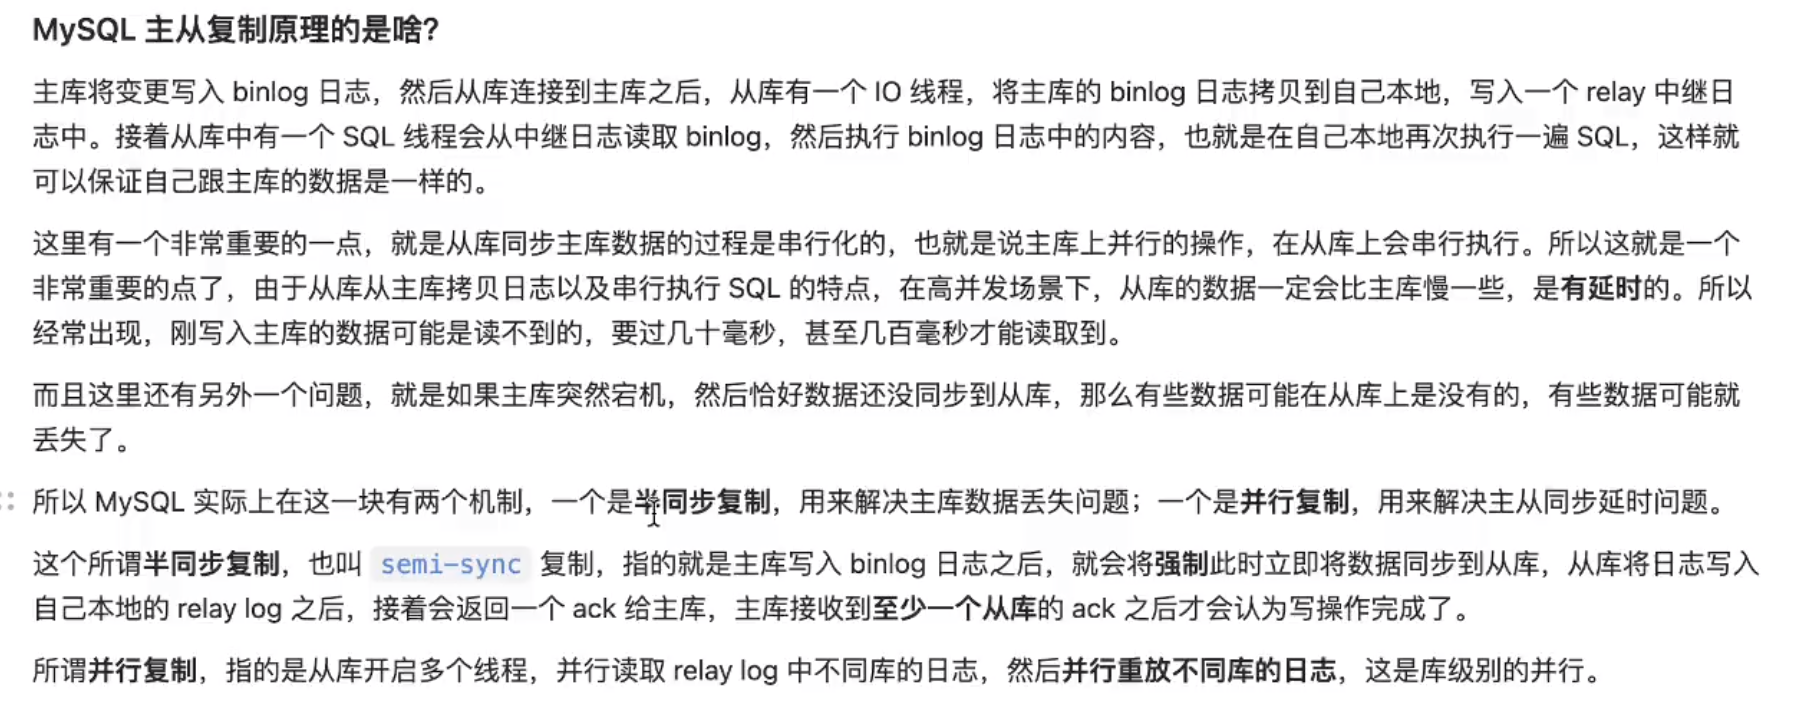 MySQL 主从复制原理的是啥？
主库将变更写入 binlog 日志，然后从库连接到主库之后，从库有一个 IO 线程，将主库的 binlog 日志拷贝到自己本地，写入一个 relay 中继日
志中。接着从库中有一个 SQL 线程会从中继日志读取 binlog，然后执行 binlog 日志中的内容，也就是在自己本地再次执行一遍 SQL，这样就
可以保证自己跟主库的数据是一样的。
这里有一个非常重要的一点，就是从库同步主库数据的过程是串行化的，也就是说主库上并行的操作，在从库上会串行执行。所以这就是一个
非常重要的点了，由于从库从主库拷贝日志以及串行执行 SQL 的特点，在高并发场景下，从库的数据一定会比主库慢一些，是有延时的。所以
经常出现，刚写入主库的数据可能是读不到的，要过几十毫秒，甚至几百毫秒才能读取到。
而且这里还有另外一个问题，就是如果主库突然宕机，然后恰好数据还没同步到从库，那么有些数据可能在从库上是没有的，有些数据可能就
丢失了。
所以 MySQL 实际上在这一块有两个机制，一个是半同步复制，用来解决主库数据丢失问题；一个是并行复制，用来解决主从同步延时问题。
这个所谓半同步复制，也叫 semi-sync 复制，指的就是主库写入 binlog 日志之后，就会将强制此时立即将数据同步到从库，从库将日志写入
自己本地的 relay log 之后，接着会返回一个 ack 给主库，主库接收到至少一个从库的 ack 之后才会认为写操作完成了。
所谓并行复制，指的是从库开启多个线程，并行读取 relay log 中不同库的日志，然后并行重放不同库的日志，这是库级别的并行。